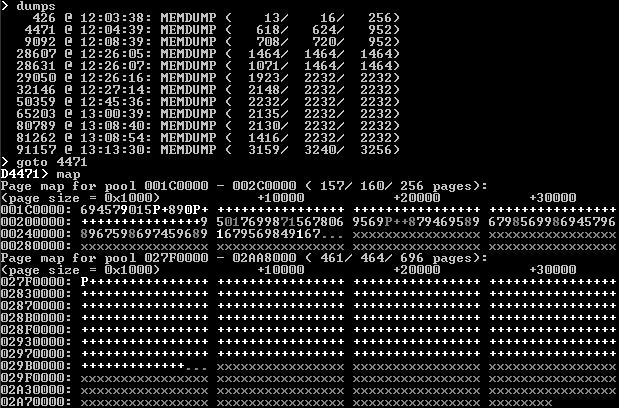 > dumps
426 @ 12:03:38: MEMDUMP ( 13/ 16/ 256)
4471 @ 12:04:39: MEMDUMP ( 618/ 624/ 952)
9092 @ 12:08:39: MEMDUMP ( 708/ 720/ 952)
28607 @ 12:26:05: MEMDUMP ( 1464/ 1464/ 1464)
28631 @ 12:26:07: MEMDUMP ( 1071/ 1464/ 1464)
29050 @ 12:26:16: MEMDUMP ( 1923/ 2232/ 2232)
32146 @ 12:27:14: MEMDUMP ( 2148/ 2232/ 2232)
50359 @ 12:45:36: MEMDUMP ( 2232/ 2232/ 2232)
65203 @ 13:00:39: MEMDUMP ( 2135/ 2232/ 2232)
80789 @ 13:08:40: MEMDUMP ( 2130/ 2232/ 2232)
81262 @ 13:08:54: MEMDUMP ( 1416/ 2232/ 2232)
91157 @ 13:13:30: MEMDUMP ( 3159/ 3240/ 3256)
> goto 4471
D4471> map
Page map for pool 001C0000 - 002C0000 ( 157/ 160/ 256 pages):
(page size = 0x1000) +10000 +20000 +30000
001C0000: 694579015P+890P+ ++++++++++++++++ ++++++++++++++++ ++++++++++++++++
00200000: +++++++++++++++9 5017699871567806 9569P++879469589 6798569986945796
00240000: 8967598697459689 1679569849167... xxxxxxxxxxxxxxxx xxxxxxxxxxxxxxxx
00280000: xxxxxxxxxxxxxxxx xxxxxxxxxxxxxxxx xxxxxxxxxxxxxxxx xxxxxxxxxxxxxxxx
Page map for pool 027F0000 - 02AA8000 ( 461/ 464/ 696 pages):
(page size = 0x1000) +10000 +20000 +30000
027F0000: P+++++++++++++++ ++++++++++++++++ ++++++++++++++++ ++++++++++++++++
02830000: ++++++++++++++++ ++++++++++++++++ ++++++++++++++++ ++++++++++++++++
02870000: ++++++++++++++++ ++++++++++++++++ ++++++++++++++++ ++++++++++++++++
028B0000: ++++++++++++++++ ++++++++++++++++ ++++++++++++++++ ++++++++++++++++
028F0000: ++++++++++++++++ ++++++++++++++++ ++++++++++++++++ ++++++++++++++++
02930000: ++++++++++++++++ ++++++++++++++++ ++++++++++++++++ ++++++++++++++++
02970000: ++++++++++++++++ ++++++++++++++++ ++++++++++++++++ ++++++++++++++++
029B0000: +++++++++++++... xxxxxxxxxxxxxxxx xxxxxxxxxxxxxxxx xxxxxxxxxxxxxxxx
029F0000: xxxxxxxxxxxxxxxx xxxxxxxxxxxxxxxx xxxxxxxxxxxxxxxx xxxxxxxxxxxxxxxx
02A30000: xxxxxxxxxxxxxxxx xxxxxxxxxxxxxxxx xxxxxxxxxxxxxxxx xxxxxxxxxxxxxxxx
02A70000: xxxxxxxxxxxxxxxx xxxxxxxxxxxxxxxx xxxxxxxxxxxxxxxx xxxxxxxx